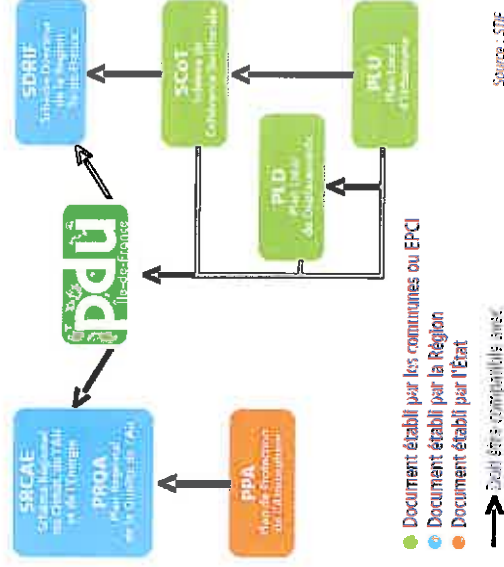 SRCAE
Schéma Régional
du Climat, de l'Air
et de l'Energie
PRQA
Plan Régional
de la Qualité de l'Air
PPA
Plan de Protection
de l'Atmosphère
pdu
île-de-France
SDRIF
Schéma Directeur
de la Région
Île-de-France
SCoT
Schéma de
Cohérence Territoriale
PLD
Plan Local
de Déplacements
PLU
Plan Local
d'Urbanisme
Document établi par les communes ou EPCI
Document établi par la Région
Document établi par l'État
Doit être compatible avec
Source : STIF